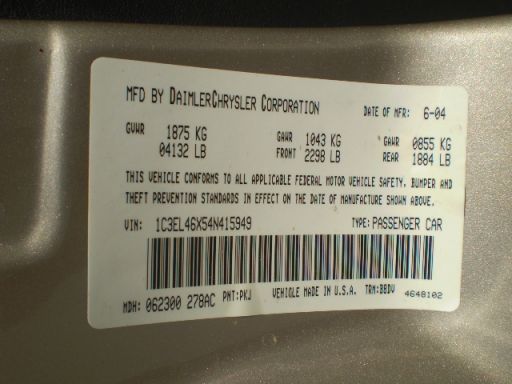 MFD BY DAIMLERCHRYSLER CORPORATION DATE OF MFR: 6-04
GVWR 1875 KG GAWR 1043 KG GAWR 0855 KG
04132 LB FRONT 2298 LB REAR 1884 LB
THIS VEHICLE CONFORMS TO ALL APPLICABLE FEDERAL MOTOR VEHICLE SAFETY, BUMPER AND
THEFT PREVENTION STANDARDS IN EFFECT ON THE DATE OF MANUFACTURE SHOWN ABOVE.
VIN: 1C3EL46X54N415949 TYPE: PASSENGER CAR
MDH: 062300 278AC PNT:PKJ VEHICLE MADE IN U.S.A. TRM:BBDV 4648102